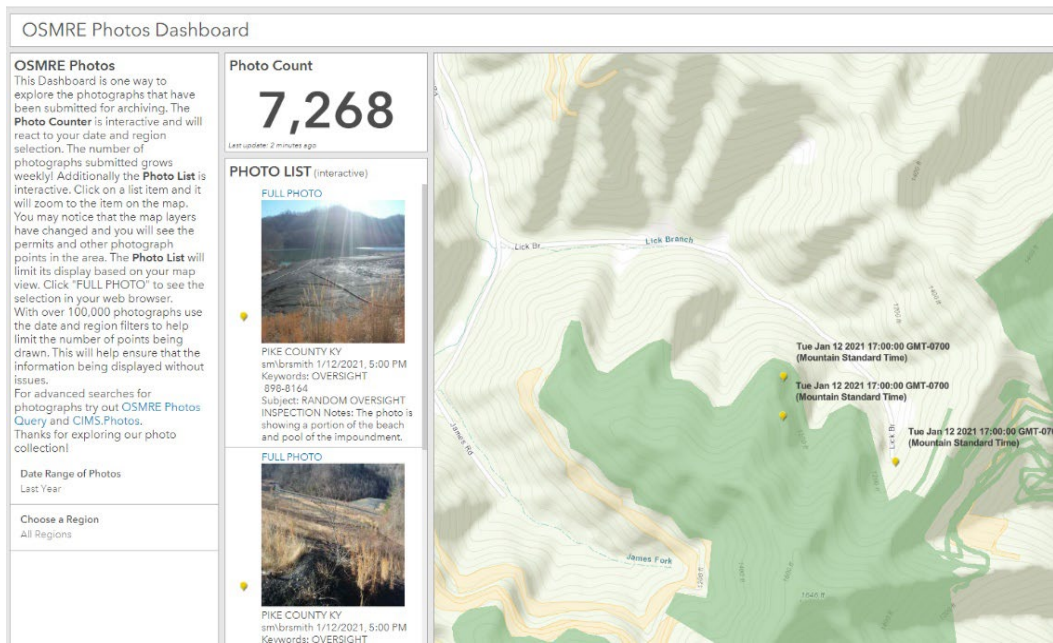 OSMRE Photos Dashboard
OSMRE Photos
This Dashboard is one way to
explore the photographs that have
been submitted for archiving. The
Photo Counter is interactive and will
react to your date and region
selection. The number of
photographs submitted grows
weekly! Additionally the Photo List is
interactive. Click on a list item and it
will zoom to the item on the map.
You may notice that the map layers
have changed and you will see the
permits and other photograph
points in the area. The Photo List will
limit its display based on your map
view. Click "FULL PHOTO" to see the
selection in your web browser.
With over 100,000 photographs use
the date and region filters to help
limit the number of points being
drawn. This will help ensure that the
information being displayed without
issues.
For advanced searches for
photographs try out OSMRE Photos
Query and CIMS.Photos.
Thanks for exploring our photo
collection!
Date Range of Photos
Last Year
Choose a Region
All Regions
Photo Count
7,268
Last update: 2 minutes ago
PHOTO LIST (interactive)
FULL PHOTO
PIKE COUNTY KY
sm\brsmith 1/12/2021, 5:00 PM
Keywords: OVERSIGHT
898-8164
Subject: RANDOM OVERSIGHT
INSPECTION Notes: The photo is
showing a portion of the beach
and pool of the impoundment.
FULL PHOTO
PIKE COUNTY KY
sm\brsmith 1/12/2021, 5:00 PM
Keywords: OVERSIGHT
Lick Br
Lick Branch
1400 ft
Tue Jan 12 2021 17:00:00 GMT-0700
(Mountain Standard Time)
Tue Jan 12 2021 17:00:00 GMT-0700
(Mountain Standard Time)
Tue Jan 12 2021 17:00:00 GMT-07
(Mountain Standard Time)
Lick Br
James Rd
James Fork
1200 ft